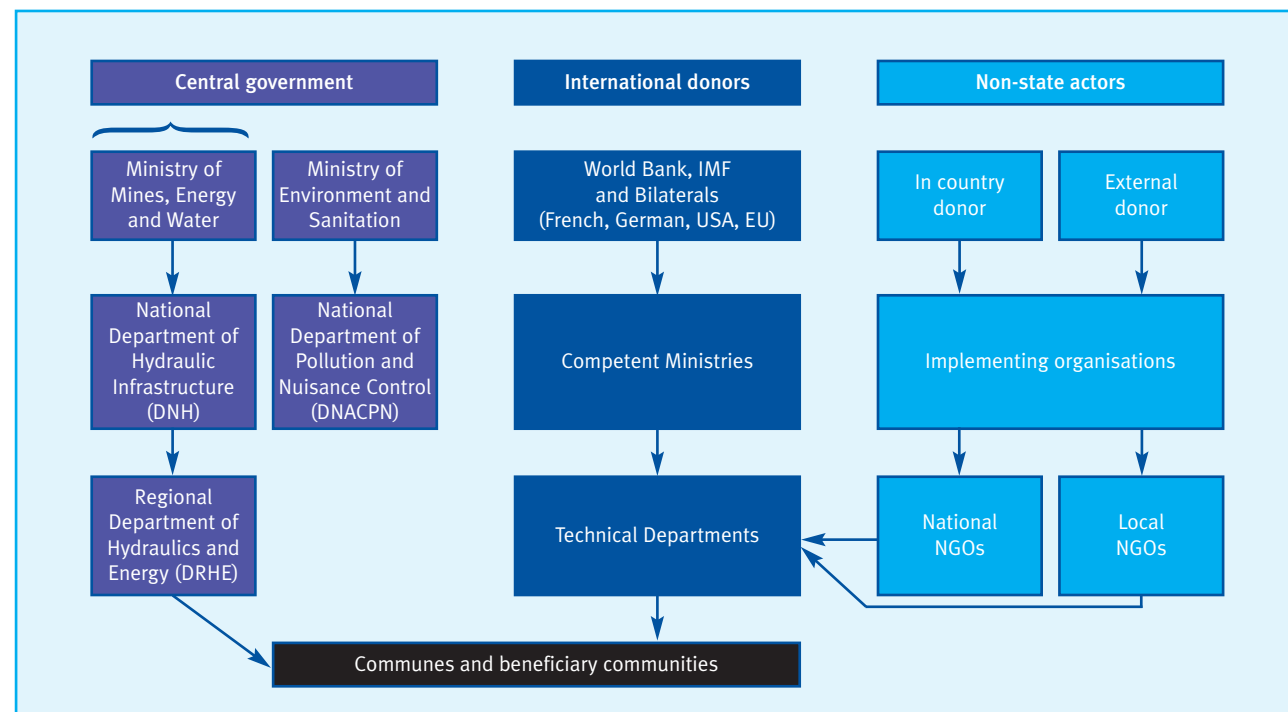 Central government
International donors
Non-state actors
Ministry of
Mines, Energy
and Water
Ministry of
Environment and
Sanitation
World Bank, IMF
and Bilaterals
(French, German, USA, EU)
In country
donor
External
donor
National
Department of
Hydraulic
Infrastructure
(DNH)
National
Department of
Pollution and
Nuisance Control
(DNACPN)
Competent Ministries
Implementing organisations
Regional
Department of
Hydraulics and
Energy (DRHE)
Technical Departments
National
NGOs
Local
NGOs
Communes and beneficiary communities